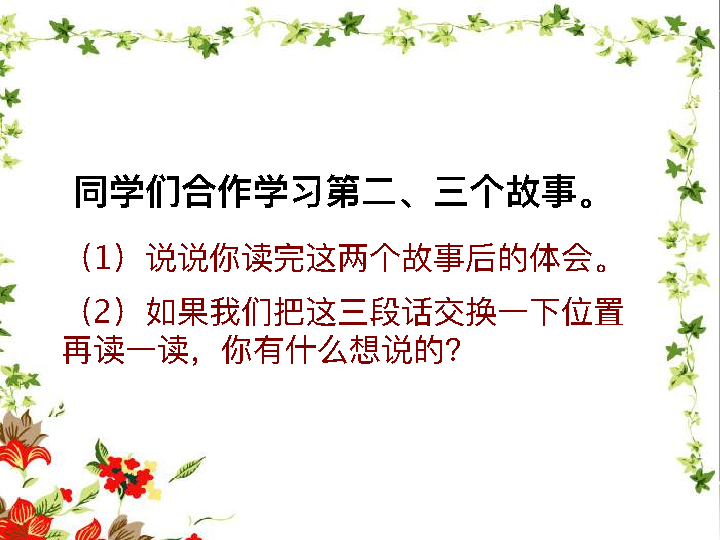 同学们合作学习第二、三个故事。
（1）说说你读完这两个故事后的体会。
（2）如果我们把这三段话交换一下位置
再读一读，你有什么想说的？